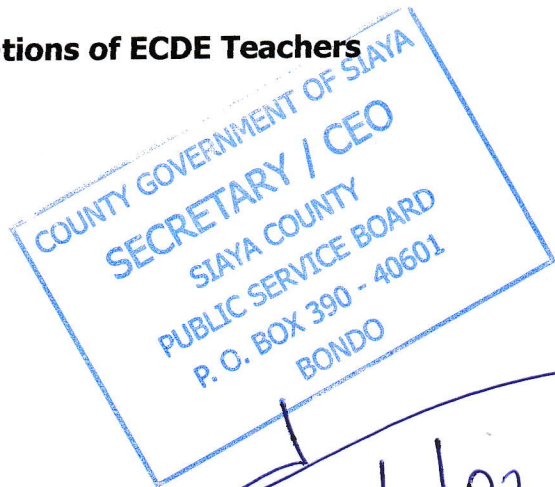 tions of ECDE Teachers
COUNTY GOVERNMENT OF SIAYA
SECRETARY / CEO
SIAYA COUNTY
PUBLIC SERVICE BOARD
P. O. BOX 390 - 40601
BONDO